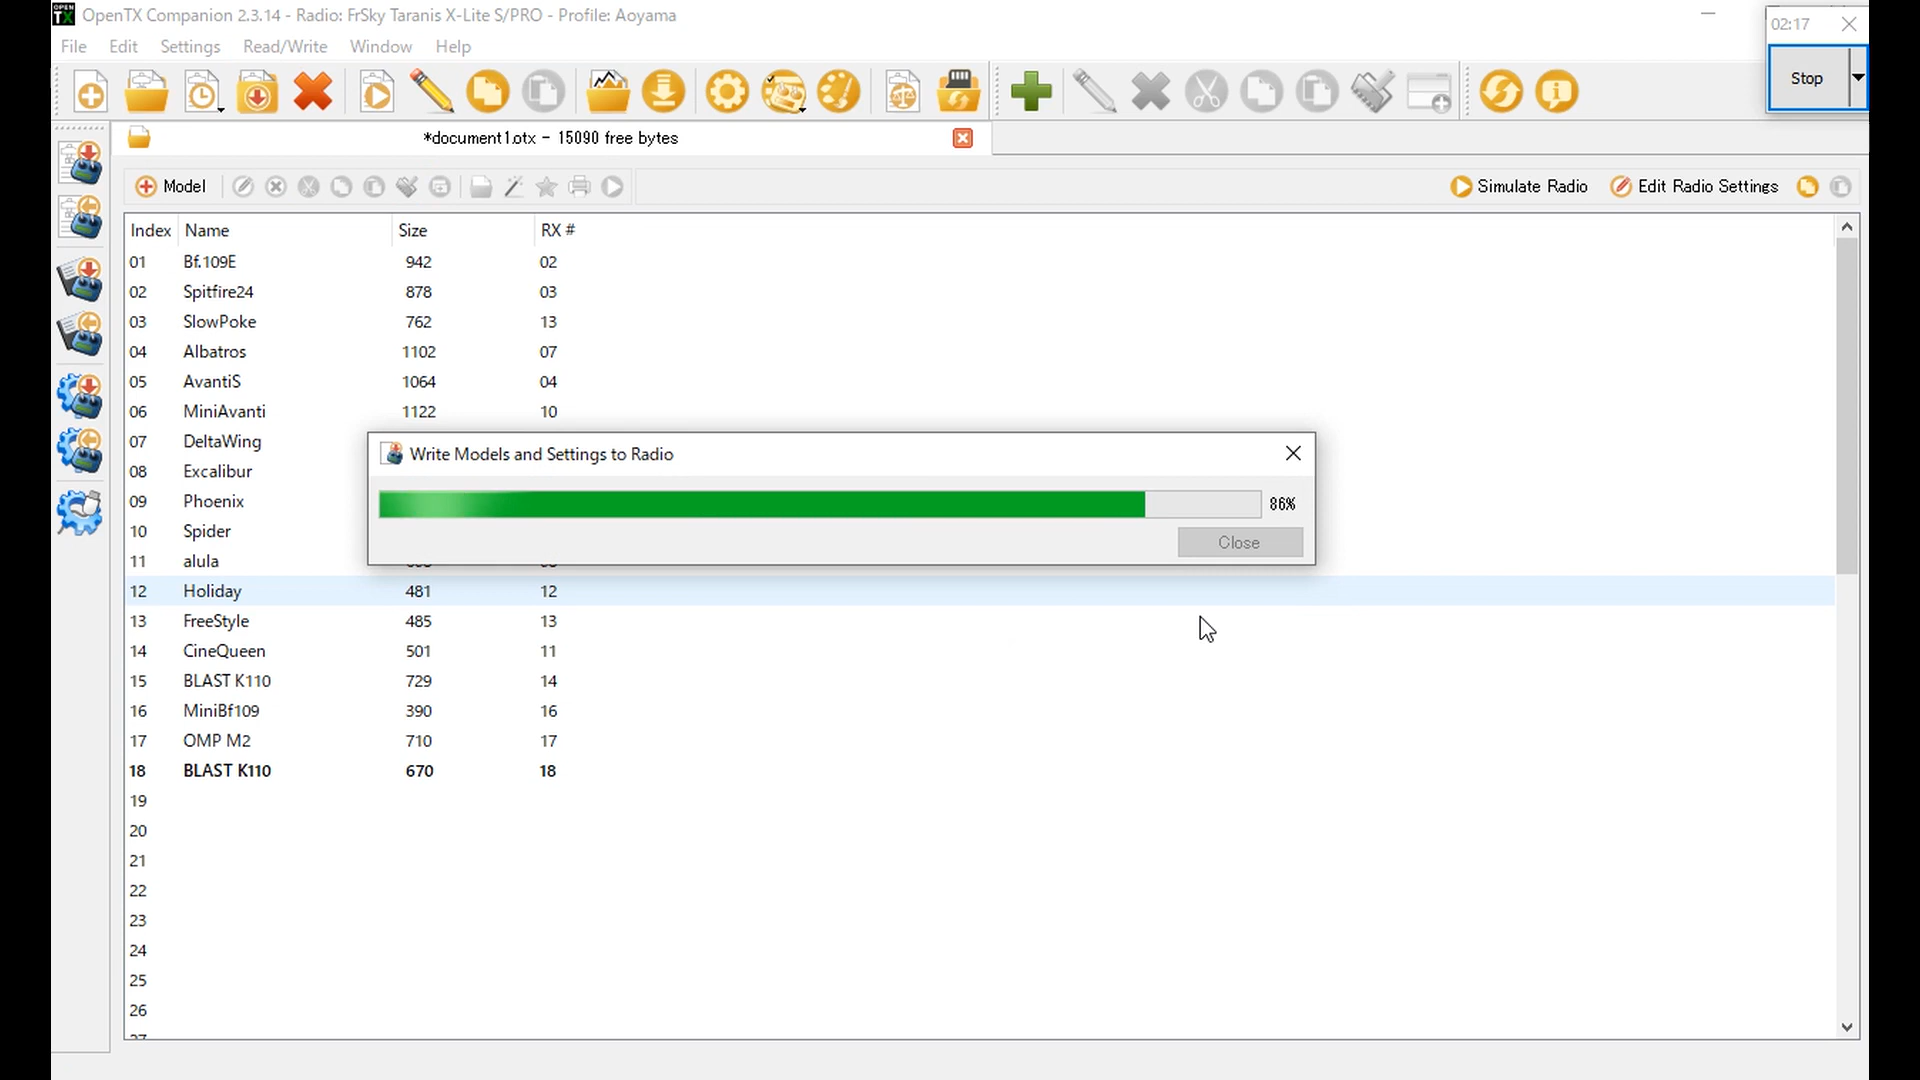 OPEN TX OpenTX Companion 2.3.14 - Radio: FrSky Taranis X-Lite S/PRO - Profile: Aoyama
02:17
File Edit Settings Read/Write Window Help
Stop
*document1.otx - 15090 free bytes
Model Simulate Radio Edit Radio Settings
Index Name Size RX #
01 Bf.109E 942 02
02 Spitfire24 878 03
03 SlowPoke 762 13
04 Albatros 1102 07
05 AvantiS 1064 04
06 MiniAvanti 1122 10
07 DeltaWing
Write Models and Settings to Radio
08 Excalibur
09 Phoenix
86%
10 Spider
Close
11 alula
12 Holiday 481 12
13 FreeStyle 485 13
14 CineQueen 501 11
15 BLAST K110 729 14
16 MiniBf109 390 16
17 OMP M2 710 17
18 BLAST K110 670 18
19
20
21
22
23
24
25
26